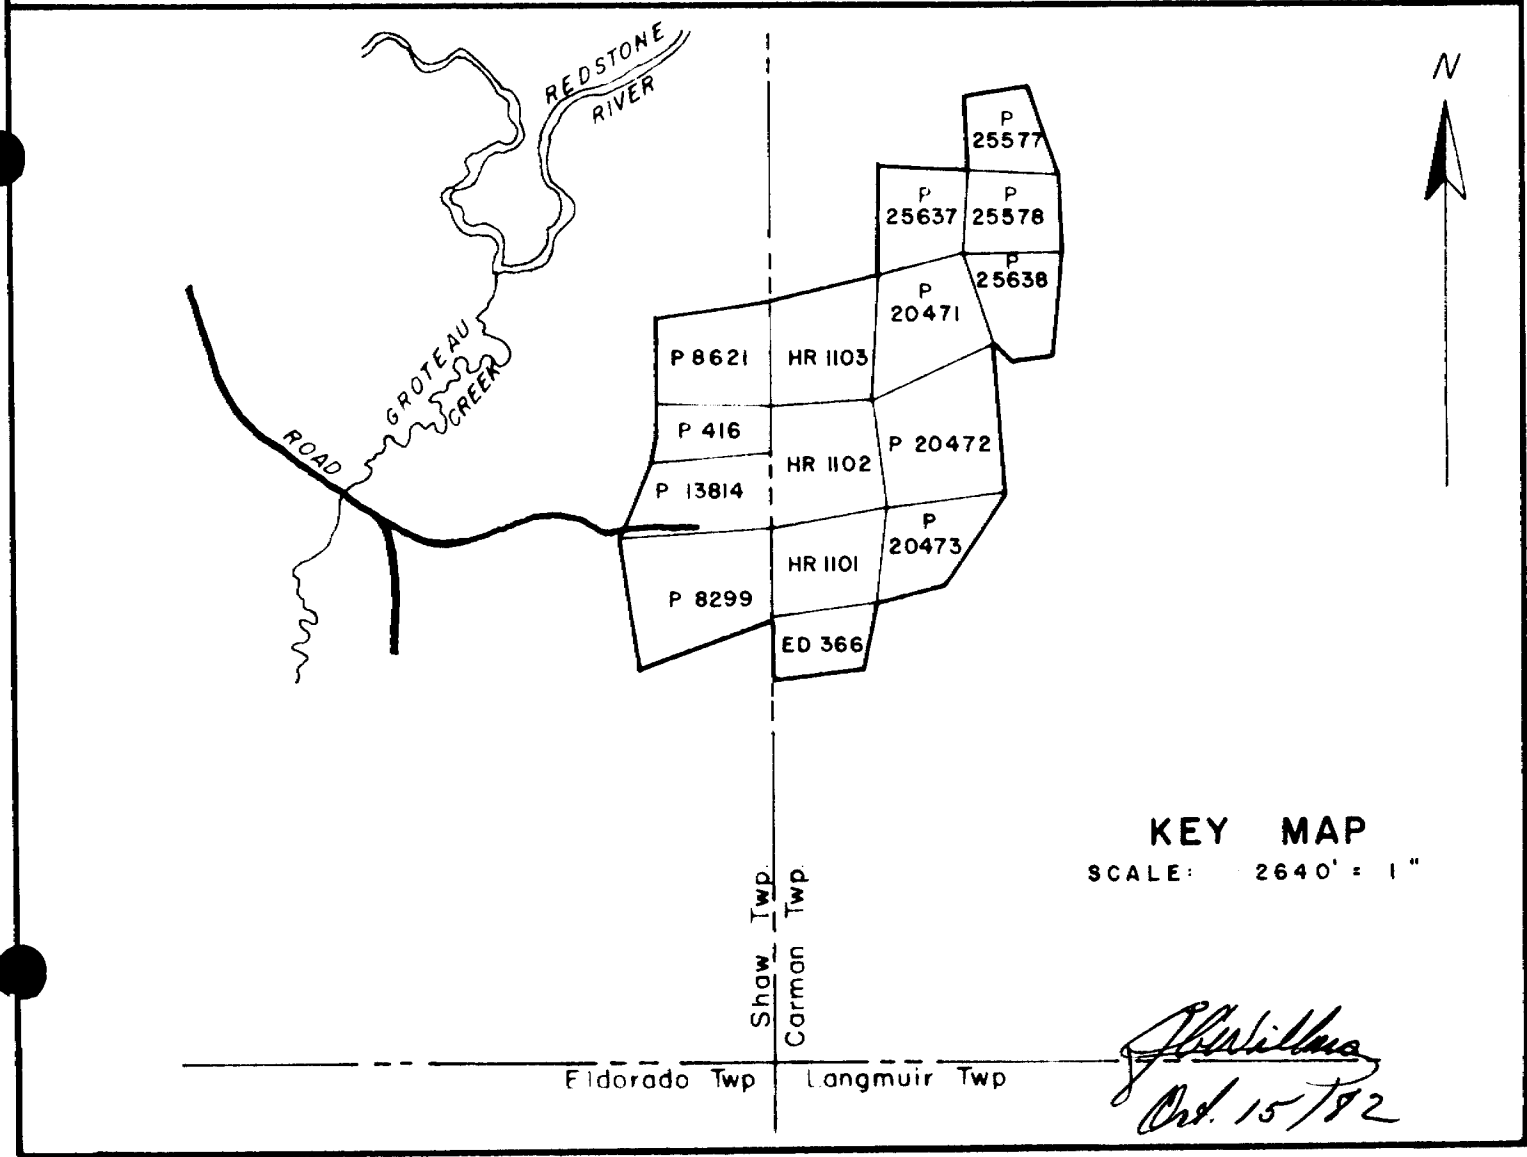 REDSTONE
RIVER
N
P
25577
P
25637
P
25578
P
25638
P
20471
GROTEAU
CREEK
P 8621
HR 1103
ROAD
P 416
P 20472
HR 1102
P 13814
P
20473
HR 1101
P 8299
ED 366
KEY MAP
SCALE: 2640' = 1"
Shaw Twp.
Carman Twp.
Eldorado Twp
Langmuir Twp
Oct. 15/82